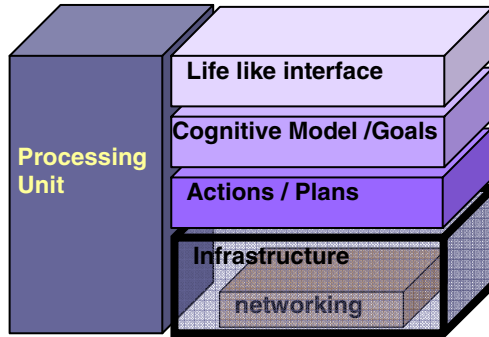 Life like interface
Cognitive Model /Goals
Processing
Unit
Actions / Plans
Infrastructure
networking